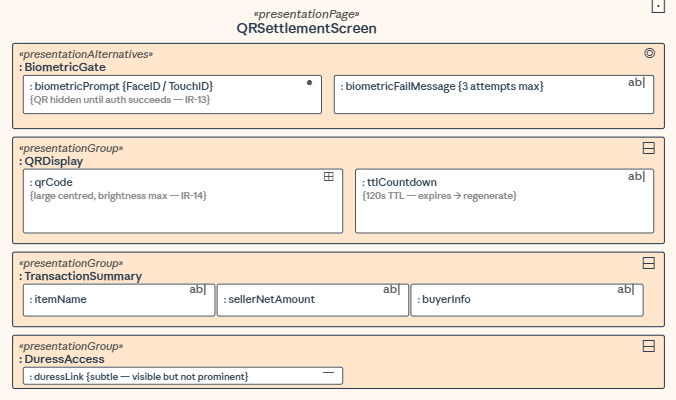 «presentationPage»
QRSettlementScreen
«presentationAlternatives»
: BiometricGate
: biometricPrompt {FaceID / TouchID}
{QR hidden until auth succeeds — IR-13}
: biometricFailMessage {3 attempts max}
ab|
«presentationGroup»
: QRDisplay
: qrCode
{large centred, brightness max — IR-14}
: ttlCountdown
ab|
{120s TTL — expires → regenerate}
«presentationGroup»
: TransactionSummary
: itemName
ab|
: sellerNetAmount
ab|
: buyerInfo
ab|
«presentationGroup»
: DuressAccess
: duressLink {subtle — visible but not prominent}